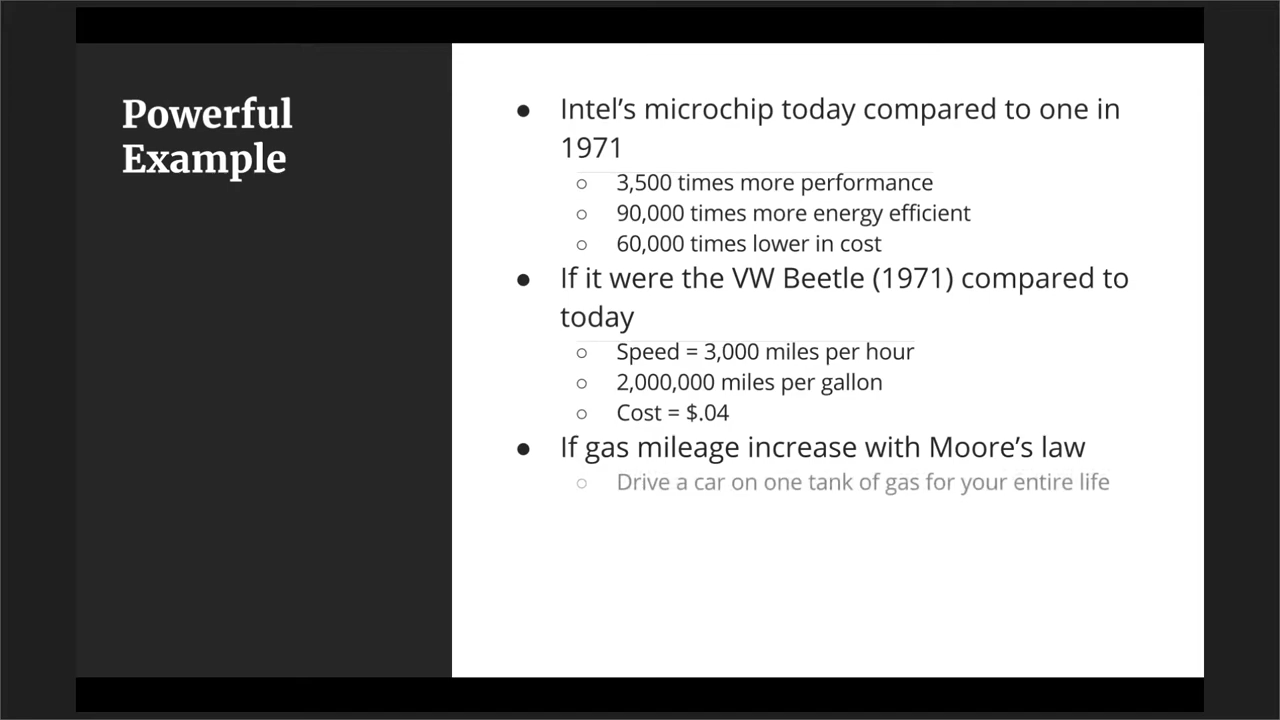 Powerful
Example
● Intel’s microchip today compared to one in
1971
○ 3,500 times more performance
○ 90,000 times more energy efficient
○ 60,000 times lower in cost
● If it were the VW Beetle (1971) compared to
today
○ Speed = 3,000 miles per hour
○ 2,000,000 miles per gallon
○ Cost = $.04
● If gas mileage increase with Moore’s law
○ Drive a car on one tank of gas for your entire life